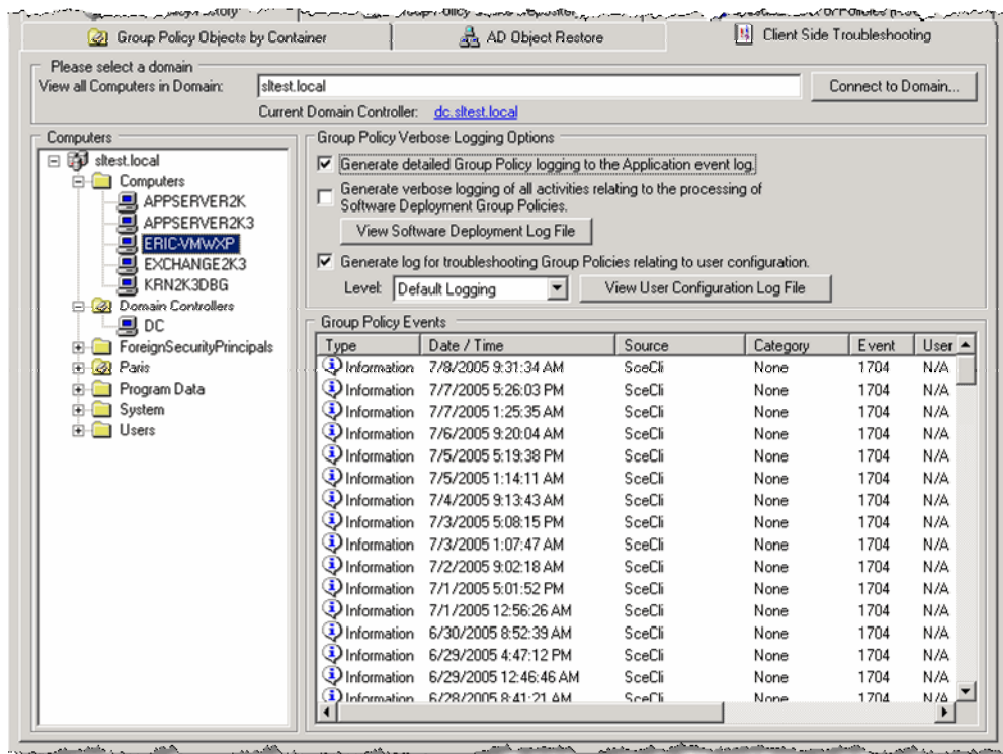 Group Policy Objects by Container
AD Object Restore
Client Side Troubleshooting
Please select a domain
View all Computers in Domain:
sltest.local
Connect to Domain...
Current Domain Controller: dc.sltest.local
Computers
sltest.local
Computers
APPSERVER2K
APPSERVER2K3
ERIC-VMWXP
EXCHANGE2K3
KRN2K3DBG
Domain Controllers
DC
ForeignSecurityPrincipals
Paris
Program Data
System
Users
Group Policy Verbose Logging Options
Generate detailed Group Policy logging to the Application event log.
Generate verbose logging of all activities relating to the processing of
Software Deployment Group Policies.
View Software Deployment Log File
Generate log for troubleshooting Group Policies relating to user configuration.
Level: Default Logging
View User Configuration Log File
Group Policy Events
Type Date / Time Source Category Event User
Information 7/8/2005 9:31:34 AM SceCli None 1704 N/A
Information 7/7/2005 5:26:03 PM SceCli None 1704 N/A
Information 7/7/2005 1:25:35 AM SceCli None 1704 N/A
Information 7/6/2005 9:20:04 AM SceCli None 1704 N/A
Information 7/5/2005 5:19:38 PM SceCli None 1704 N/A
Information 7/5/2005 1:14:11 AM SceCli None 1704 N/A
Information 7/4/2005 9:13:43 AM SceCli None 1704 N/A
Information 7/3/2005 5:08:15 PM SceCli None 1704 N/A
Information 7/3/2005 1:07:47 AM SceCli None 1704 N/A
Information 7/2/2005 9:02:18 AM SceCli None 1704 N/A
Information 7/1/2005 5:01:52 PM SceCli None 1704 N/A
Information 7/1/2005 12:56:26 AM SceCli None 1704 N/A
Information 6/30/2005 8:52:39 AM SceCli None 1704 N/A
Information 6/29/2005 4:47:12 PM SceCli None 1704 N/A
Information 6/29/2005 12:46:46 AM SceCli None 1704 N/A
Information 6/28/2005 8:41:21 AM SceCli None 1704 N/A